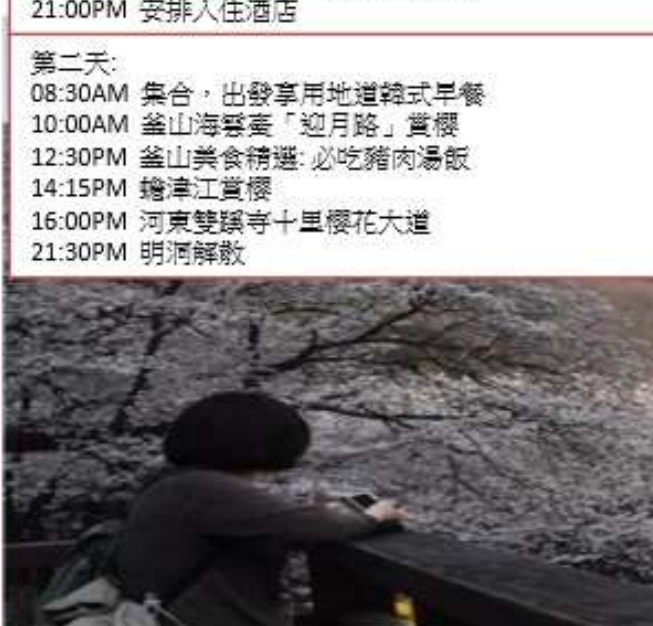 21:00PM 安排入住酒店
第二天:
08:30AM 集合，出發享用地道韓式早餐
10:00AM 釜山海雲臺「迎月路」賞櫻
12:30PM 釜山美食精選: 必吃豬肉湯飯
14:15PM 蟾津江賞櫻
16:00PM 河東雙蹊寺十里櫻花大道
21:30PM 明洞解散